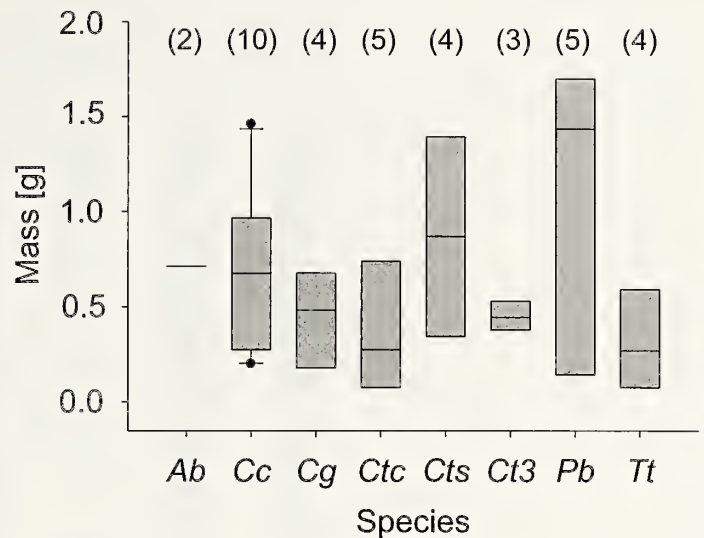 2.0
(2) (10) (4) (5) (4) (3) (5) (4)
1.5
1.0
0.5
0.0
Mass [g]
Ab Cc Cg Ctc Cts Ct3 Pb Tt
Species